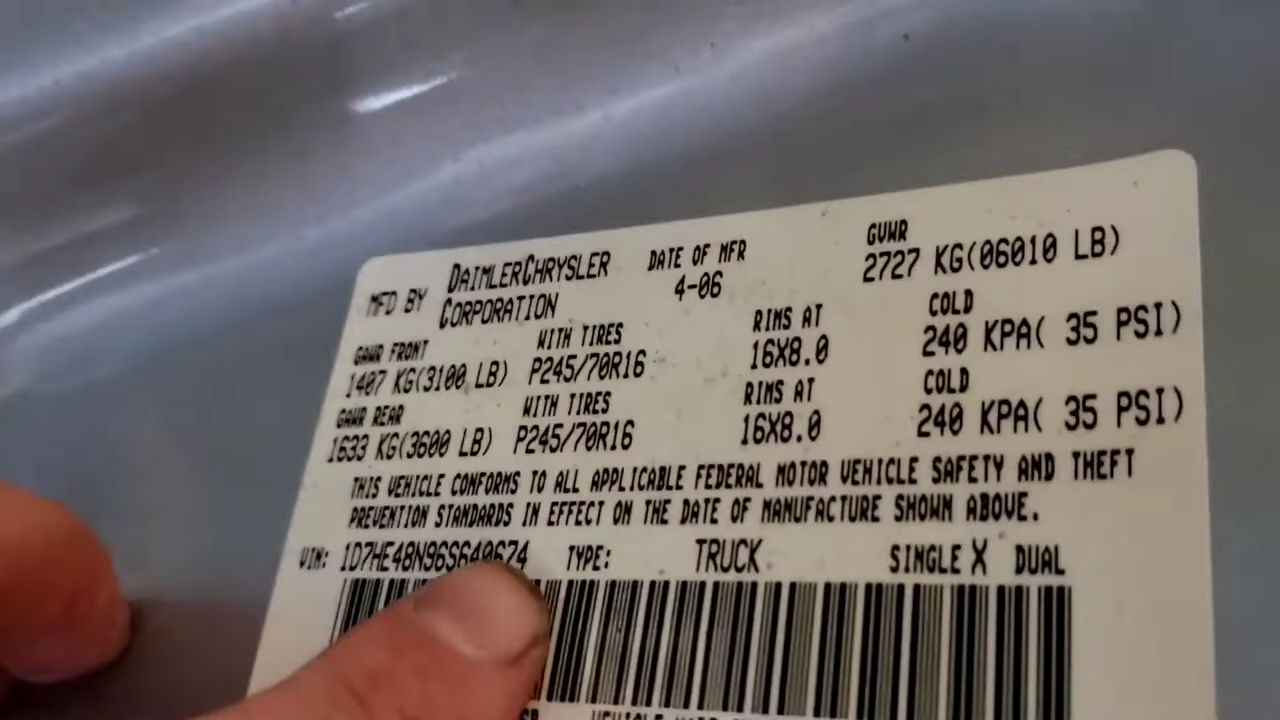 MFD BY DAIMLERCHRYSLER CORPORATION DATE OF MFR 4-06 GVWR 2727 KG(06010 LB)
GAWR FRONT WITH TIRES RIMS AT COLD
1407 KG(3100 LB) P245/70R16 16X8.0 240 KPA( 35 PSI)
GAWR REAR WITH TIRES RIMS AT COLD
1633 KG(3600 LB) P245/70R16 16X8.0 240 KPA( 35 PSI)
THIS VEHICLE CONFORMS TO ALL APPLICABLE FEDERAL MOTOR VEHICLE SAFETY AND THEFT
PREVENTION STANDARDS IN EFFECT ON THE DATE OF MANUFACTURE SHOWN ABOVE.
VIN: 1D7HE48N96S640674 TYPE: TRUCK SINGLE X DUAL